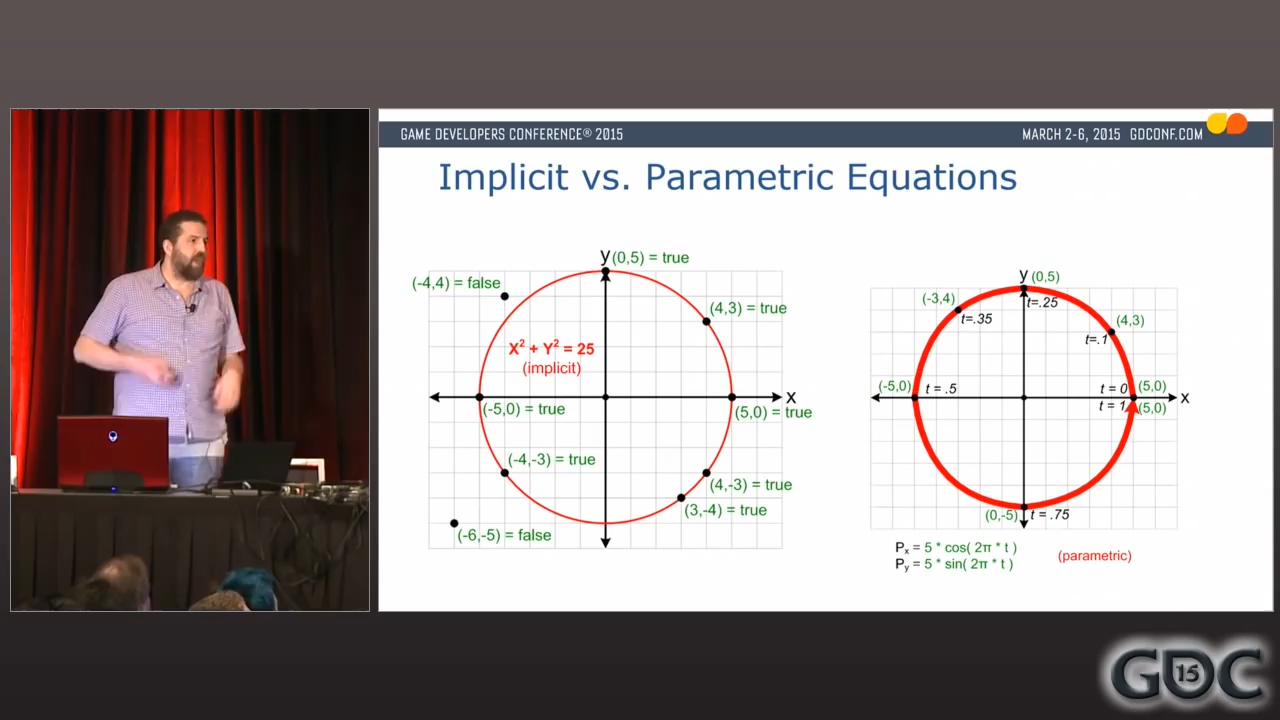 GAME DEVELOPERS CONFERENCE® 2015
MARCH 2-6, 2015 GDCONF.COM
Implicit vs. Parametric Equations
y (0,5) = true
(-4,4) = false
(4,3) = true
X² + Y² = 25
(implicit)
x
(-5,0) = true
(5,0) = true
(-4,-3) = true
(4,-3) = true
(3,-4) = true
(-6,-5) = false
y (0,5)
(-3,4)
t=.25
t=.35
(4,3)
t=.1
(-5,0)
t = .5
t = 0
(5,0)
x
t = 1
(5,0)
(0,-5)
t = .75
Px = 5 * cos( 2π * t )
Py = 5 * sin( 2π * t )
(parametric)
GDC 15